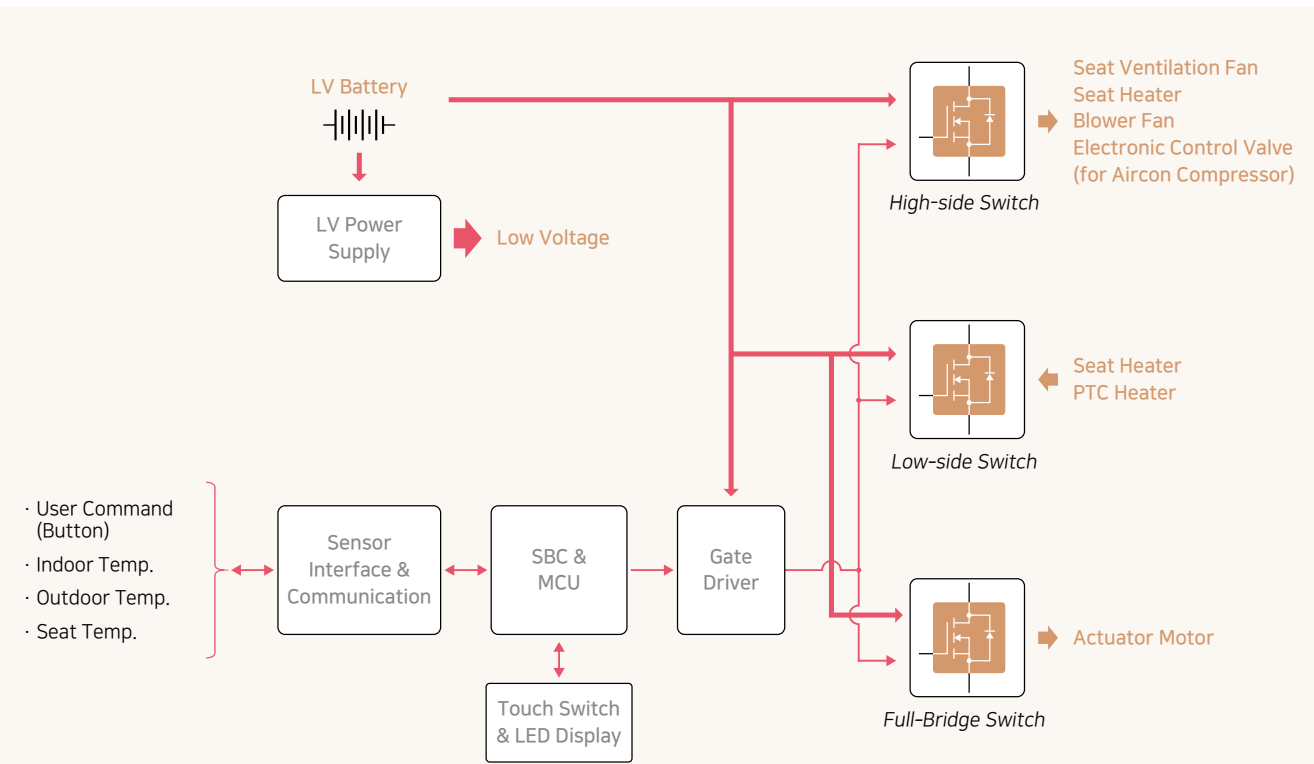 LV Battery
LV Power
Supply
Low Voltage
Seat Ventilation Fan
Seat Heater
Blower Fan
Electronic Control Valve
(for Aircon Compressor)
High-side Switch
Seat Heater
PTC Heater
Low-side Switch
· User Command
(Button)
· Indoor Temp.
· Outdoor Temp.
· Seat Temp.
Sensor
Interface &
Communication
SBC &
MCU
Gate
Driver
Touch Switch
& LED Display
Actuator Motor
Full-Bridge Switch